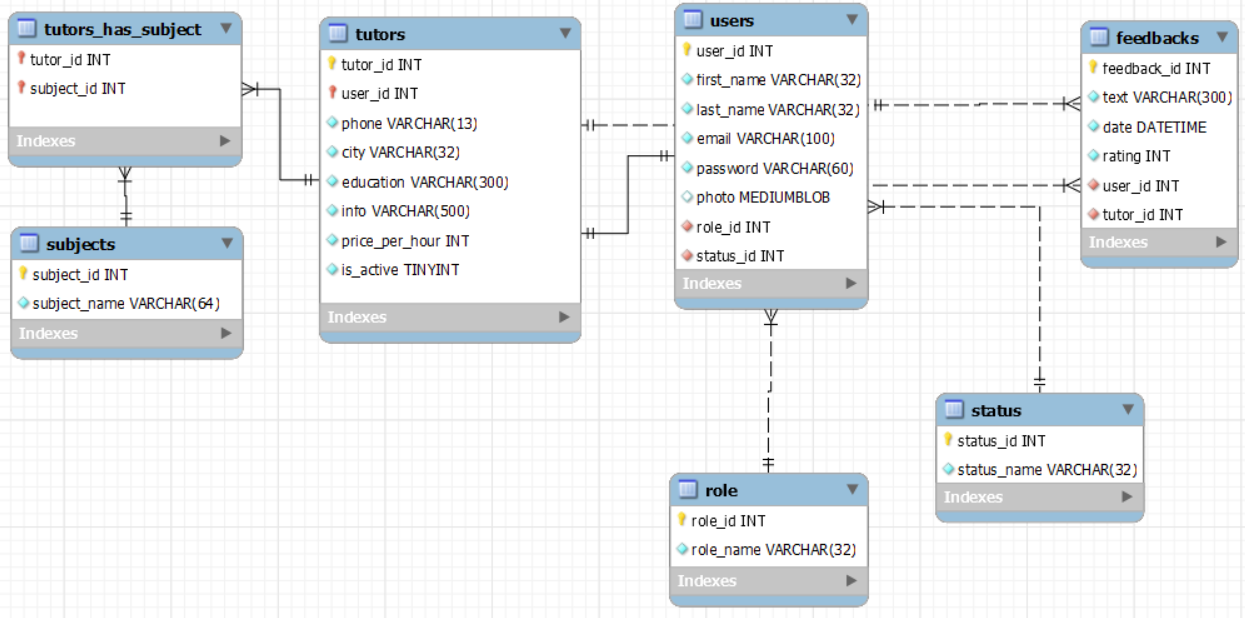 tutors_has_subject
tutor_id INT
subject_id INT
Indexes
subjects
subject_id INT
subject_name VARCHAR(64)
Indexes
tutors
tutor_id INT
user_id INT
phone VARCHAR(13)
city VARCHAR(32)
education VARCHAR(300)
info VARCHAR(500)
price_per_hour INT
is_active TINYINT
Indexes
users
user_id INT
first_name VARCHAR(32)
last_name VARCHAR(32)
email VARCHAR(100)
password VARCHAR(60)
photo MEDIUMBLOB
role_id INT
status_id INT
Indexes
feedbacks
feedback_id INT
text VARCHAR(300)
date DATETIME
rating INT
user_id INT
tutor_id INT
Indexes
role
role_id INT
role_name VARCHAR(32)
Indexes
status
status_id INT
status_name VARCHAR(32)
Indexes